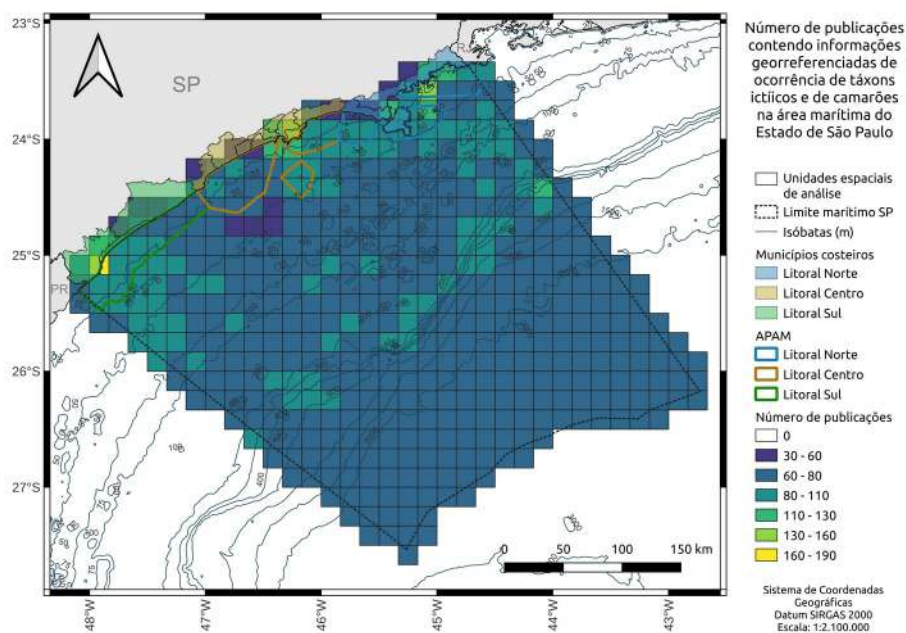 23°S
24°S
25°S
26°S
27°S
48°W
47°W
46°W
45°W
44°W
43°W
SP
RJ
PR
0 50 100 150 km
Número de publicações
contendo informações
georreferenciadas de
ocorrência de táxons
ictíicos e de camarões
na área marítima do
Estado de São Paulo
Unidades espaciais
de análise
Limite marítimo SP
Isóbatas (m)
Municípios costeiros
Litoral Norte
Litoral Centro
Litoral Sul
APAM
Litoral Norte
Litoral Centro
Litoral Sul
Número de publicações
0
30 - 60
60 - 80
80 - 110
110 - 130
130 - 160
160 - 190
Sistema de Coordenadas
Geográficas
Datum SIRGAS 2000
Escala: 1:2.100.000